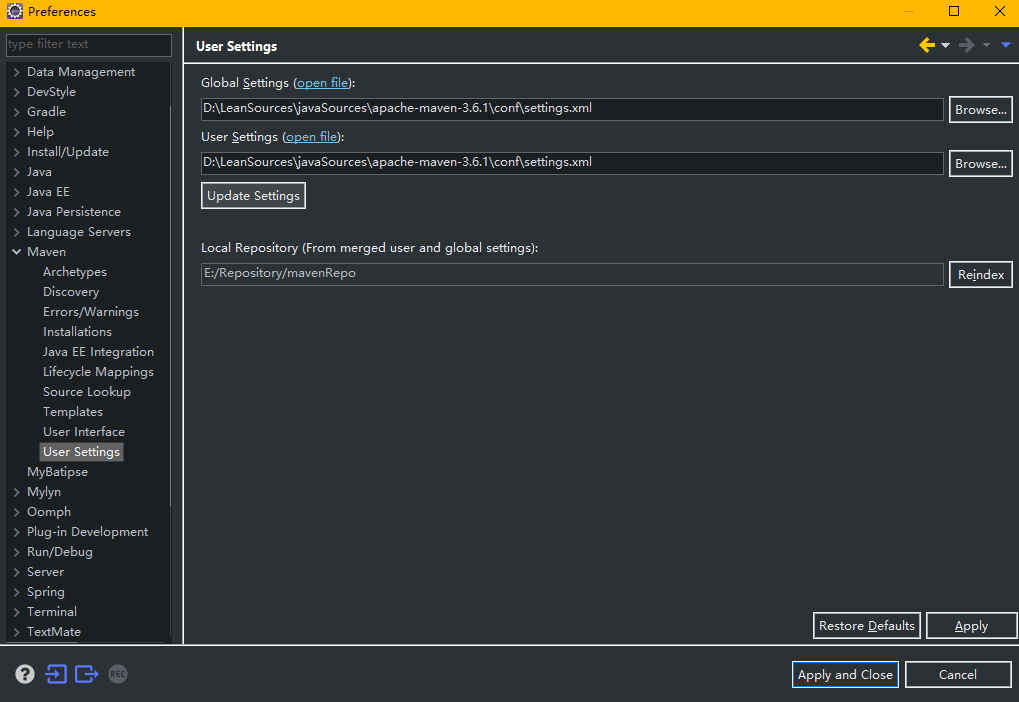 Preferences
type filter text
Data Management
DevStyle
Gradle
Help
Install/Update
Java
Java EE
Java Persistence
Language Servers
Maven
Archetypes
Discovery
Errors/Warnings
Installations
Java EE Integration
Lifecycle Mappings
Source Lookup
Templates
User Interface
User Settings
MyBatipse
Mylyn
Oomph
Plug-in Development
Run/Debug
Server
Spring
Terminal
TextMate
User Settings
Global Settings (open file):
D:\LeanSources\javaSources\apache-maven-3.6.1\conf\settings.xml
Browse...
User Settings (open file):
D:\LeanSources\javaSources\apache-maven-3.6.1\conf\settings.xml
Browse...
Update Settings
Local Repository (From merged user and global settings):
E:/Repository/mavenRepo
Reindex
Restore Defaults
Apply
?
REC
Apply and Close
Cancel